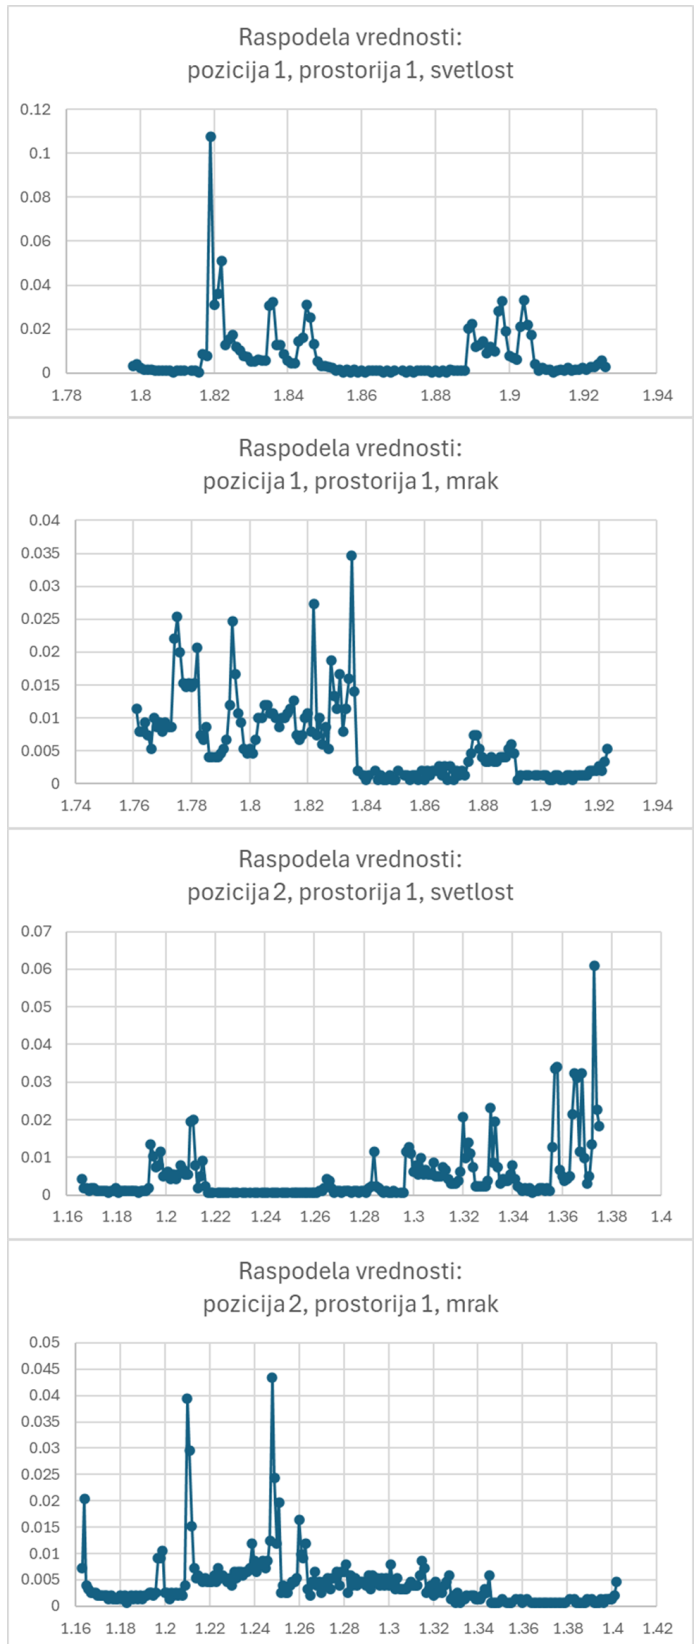 Raspodela vrednosti:
pozicija 1, prostorija 1, svetlost
0.12
0.1
0.08
0.06
0.04
0.02
0
1.78 1.8 1.82 1.84 1.86 1.88 1.9 1.92 1.94
Raspodela vrednosti:
pozicija 1, prostorija 1, mrak
0.04
0.035
0.03
0.025
0.02
0.015
0.01
0.005
0
1.74 1.76 1.78 1.8 1.82 1.84 1.86 1.88 1.9 1.92 1.94
Raspodela vrednosti:
pozicija 2, prostorija 1, svetlost
0.07
0.06
0.05
0.04
0.03
0.02
0.01
0
1.16 1.18 1.2 1.22 1.24 1.26 1.28 1.3 1.32 1.34 1.36 1.38 1.4
Raspodela vrednosti:
pozicija 2, prostorija 1, mrak
0.05
0.045
0.04
0.035
0.03
0.025
0.02
0.015
0.01
0.005
0
1.16 1.18 1.2 1.22 1.24 1.26 1.28 1.3 1.32 1.34 1.36 1.38 1.4 1.42